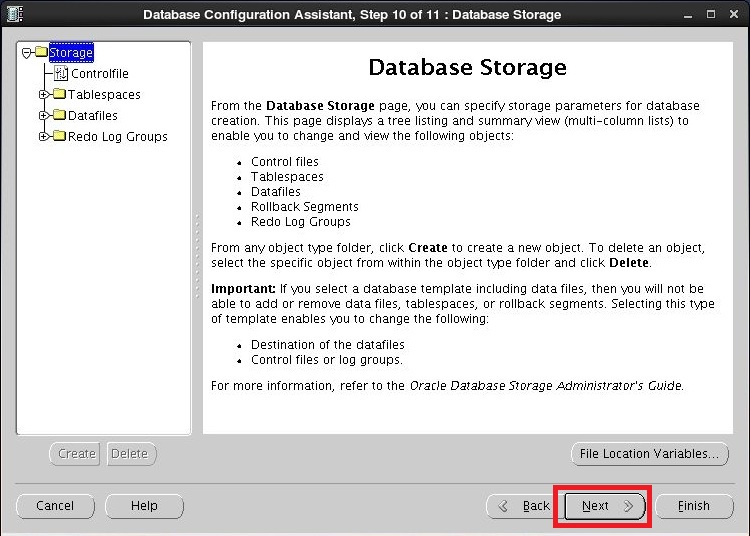 Database Configuration Assistant, Step 10 of 11 : Database Storage
Storage
Controlfile
Tablespaces
Datafiles
Redo Log Groups
Database Storage
From the Database Storage page, you can specify storage parameters for database
creation. This page displays a tree listing and summary view (multi-column lists) to
enable you to change and view the following objects:
• Control files
• Tablespaces
• Datafiles
• Rollback Segments
• Redo Log Groups
From any object type folder, click Create to create a new object. To delete an object,
select the specific object from within the object type folder and click Delete.
Important: If you select a database template including data files, then you will not be
able to add or remove data files, tablespaces, or rollback segments. Selecting this type
of template enables you to change the following:
• Destination of the datafiles
• Control files or log groups.
For more information, refer to the Oracle Database Storage Administrator's Guide.
Create Delete
File Location Variables...
Cancel Help Back Next Finish